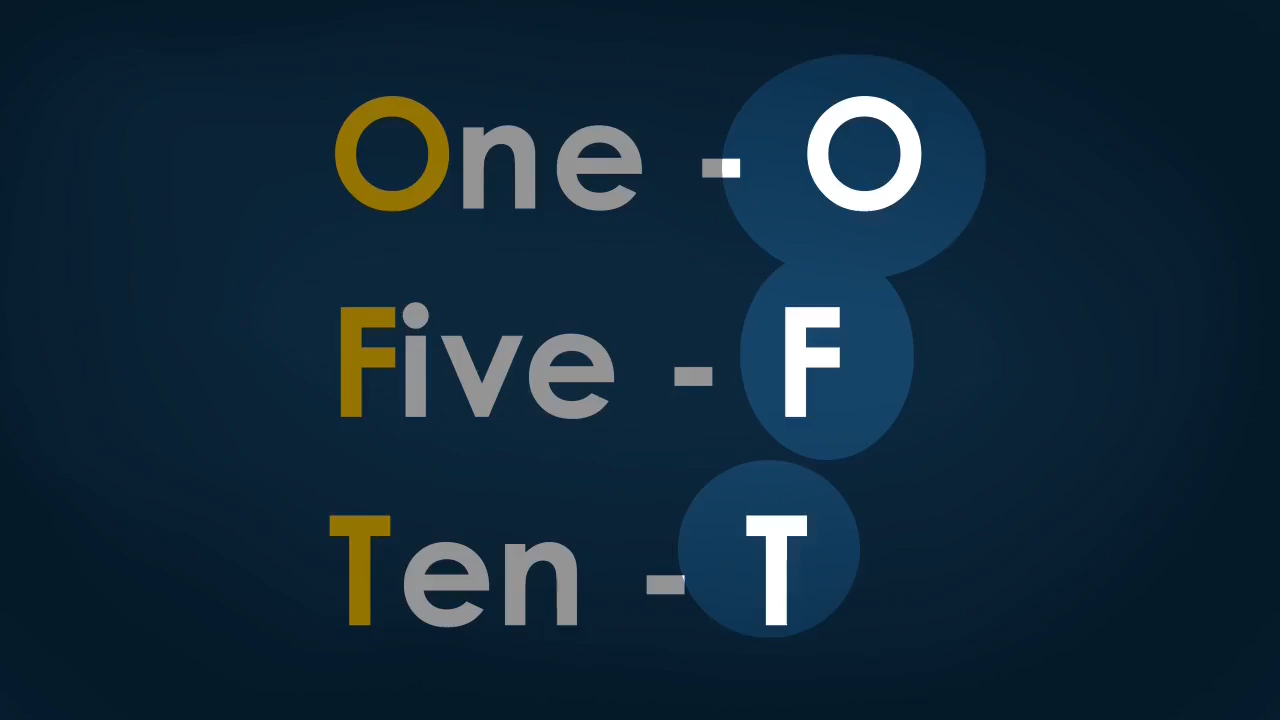 One - O
Five - F
Ten - T